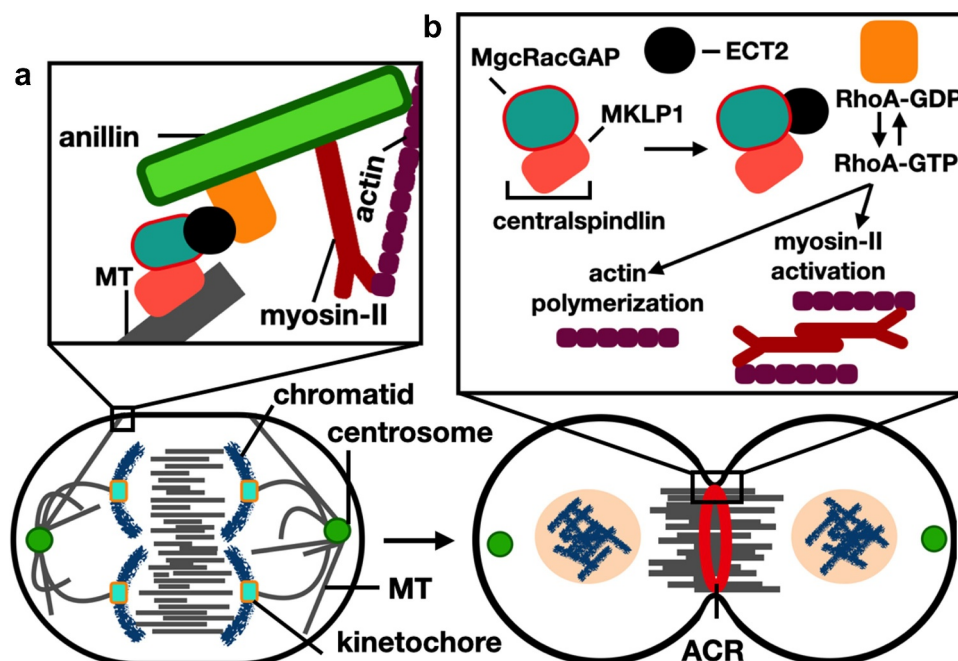 a
anillin
MT
actin
myosin-II
b
MgcRacGAP
ECT2
MKLP1
RhoA-GDP
RhoA-GTP
centralspindlin
actin
polymerization
myosin-II
activation
chromatid
centrosome
MT
kinetochore
ACR